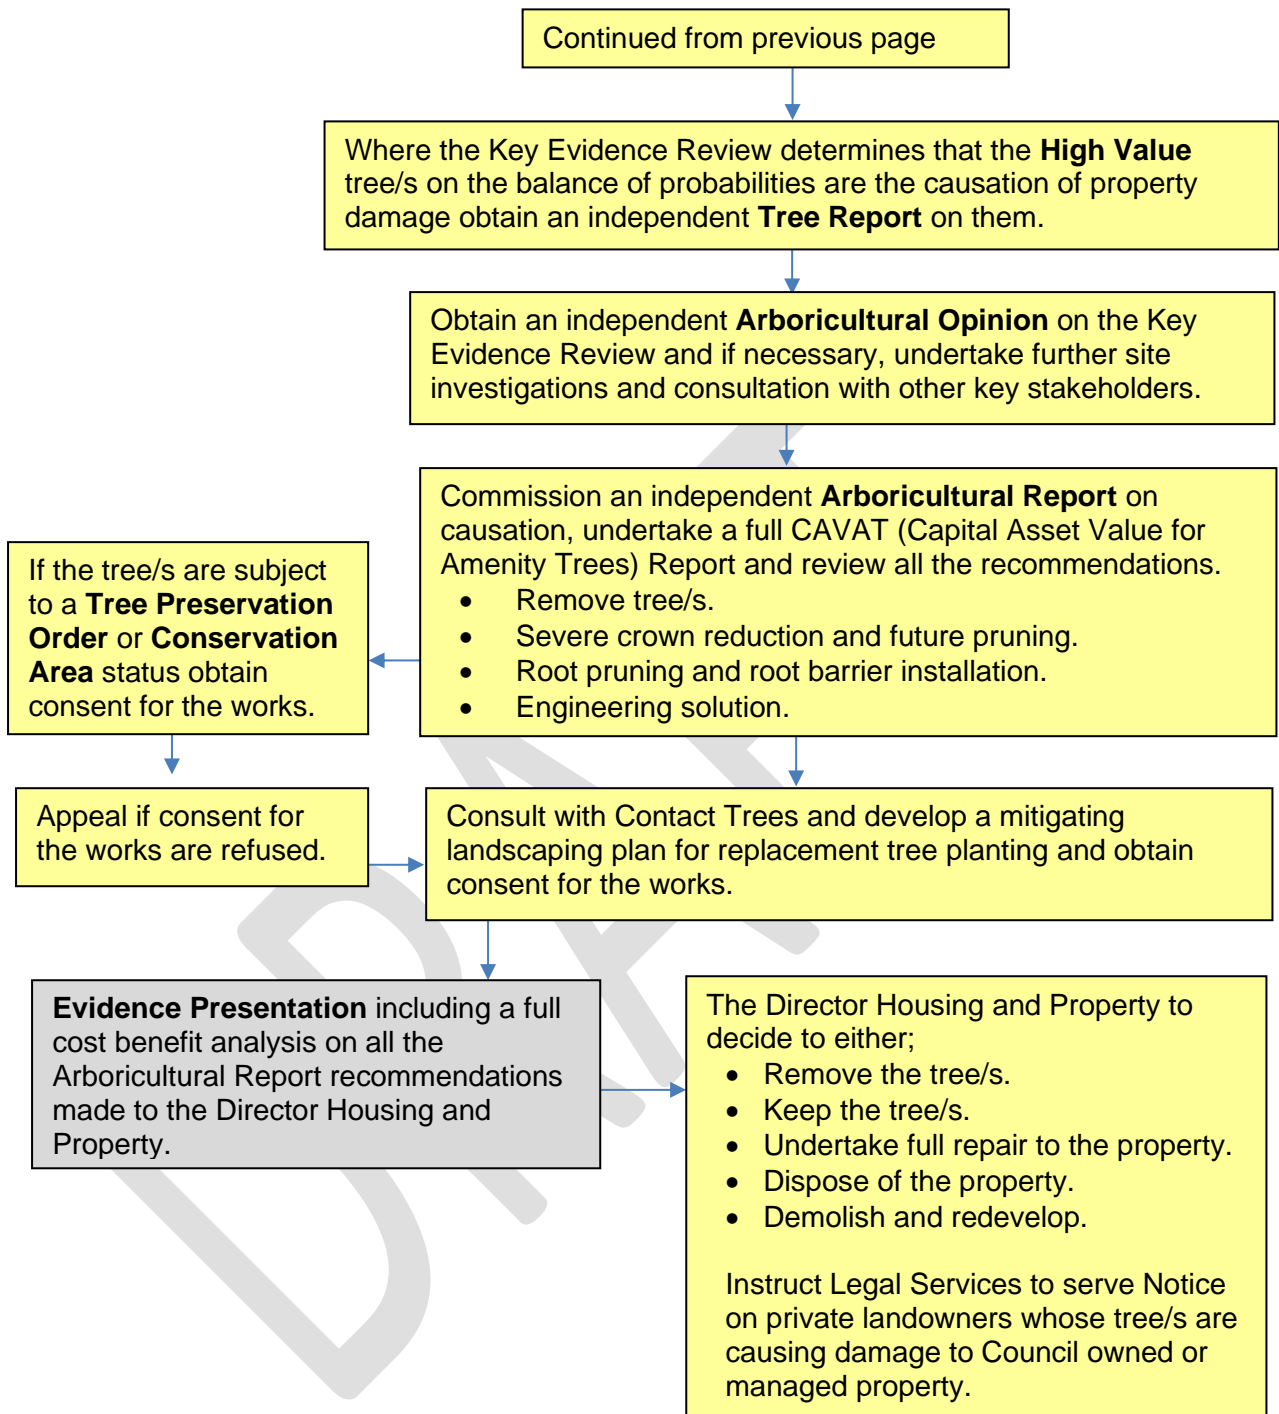 Continued from previous page
Where the Key Evidence Review determines that the High Value
tree/s on the balance of probabilities are the causation of property
damage obtain an independent Tree Report on them.
Obtain an independent Arboricultural Opinion on the Key
Evidence Review and if necessary, undertake further site
investigations and consultation with other key stakeholders.
Commission an independent Arboricultural Report on
causation, undertake a full CAVAT (Capital Asset Value for
Amenity Trees) Report and review all the recommendations.
• Remove tree/s.
• Severe crown reduction and future pruning.
• Root pruning and root barrier installation.
• Engineering solution.
If the tree/s are subject
to a Tree Preservation
Order or Conservation
Area status obtain
consent for the works.
Appeal if consent for
the works are refused.
Consult with Contact Trees and develop a mitigating
landscaping plan for replacement tree planting and obtain
consent for the works.
Evidence Presentation including a full
cost benefit analysis on all the
Arboricultural Report recommendations
made to the Director Housing and
Property.
The Director Housing and Property to
decide to either;
• Remove the tree/s.
• Keep the tree/s.
• Undertake full repair to the property.
• Dispose of the property.
• Demolish and redevelop.
Instruct Legal Services to serve Notice
on private landowners whose tree/s are
causing damage to Council owned or
managed property.
DRAFT